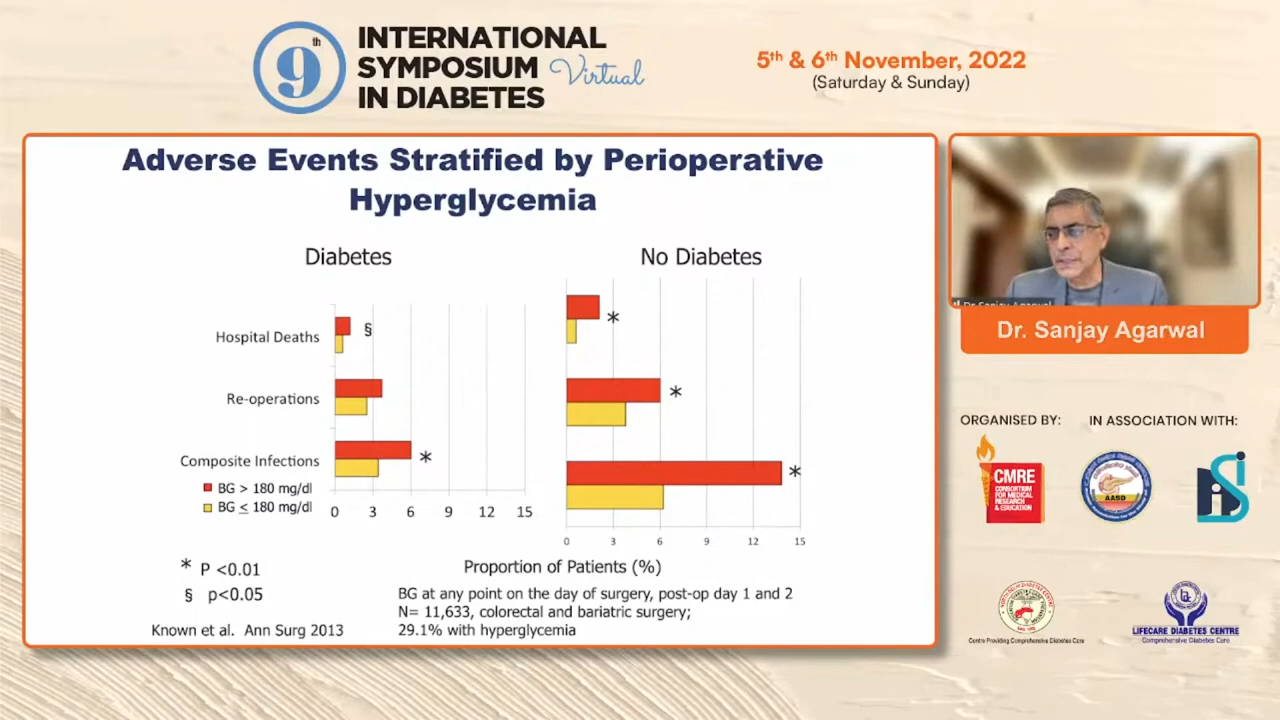 9th
INTERNATIONAL
SYMPOSIUM Virtual
IN DIABETES
5th & 6th November, 2022
(Saturday & Sunday)
Adverse Events Stratified by Perioperative
Hyperglycemia
Diabetes
No Diabetes
Hospital Deaths
§
*
Re-operations
*
Composite Infections
*
*
BG > 180 mg/dl
BG ≤ 180 mg/dl
0 3 6 9 12 15
0 3 6 9 12 15
Proportion of Patients (%)
* P <0.01
§ p<0.05
Known et al. Ann Surg 2013
BG at any point on the day of surgery, post-op day 1 and 2
N= 11,633, colorectal and bariatric surgery;
29.1% with hyperglycemia
Dr. Sanjay Agarwal
Dr. Sanjay Agarwal
ORGANISED BY:
IN ASSOCIATION WITH:
CMRE
CONSORTIUM
FOR MEDICAL
RESEARCH
& EDUCATION
AASD
Centre Providing Comprehensive Diabetes Care
LIFECARE DIABETES CENTRE
Comprehensive Diabetes Care